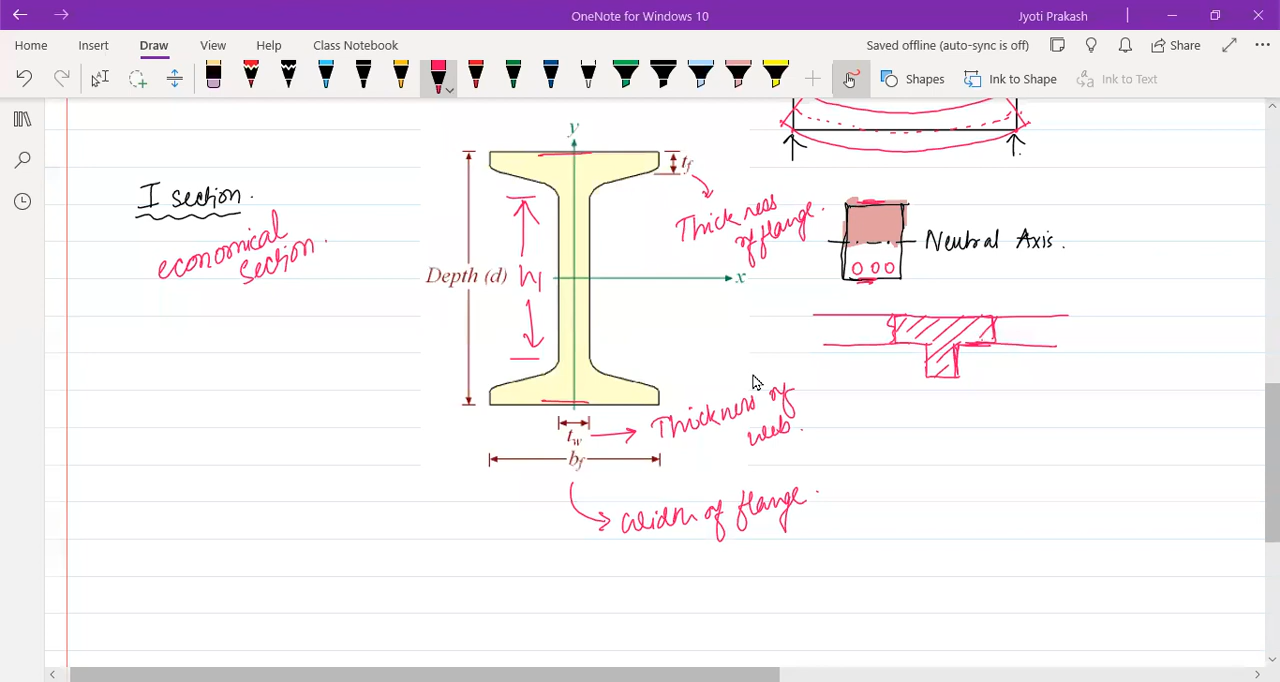 OneNote for Windows 10
Jyoti Prakash
Home
Insert
Draw
View
Help
Class Notebook
Saved offline (auto-sync is off)
Share
Shapes
Ink to Shape
Ink to Text
I section.
economical
section.
y
tf
Thickness
of flange.
Depth (d)
h1
x
Neutral Axis.
tw
Thickness of
web.
bf
Width of flange.